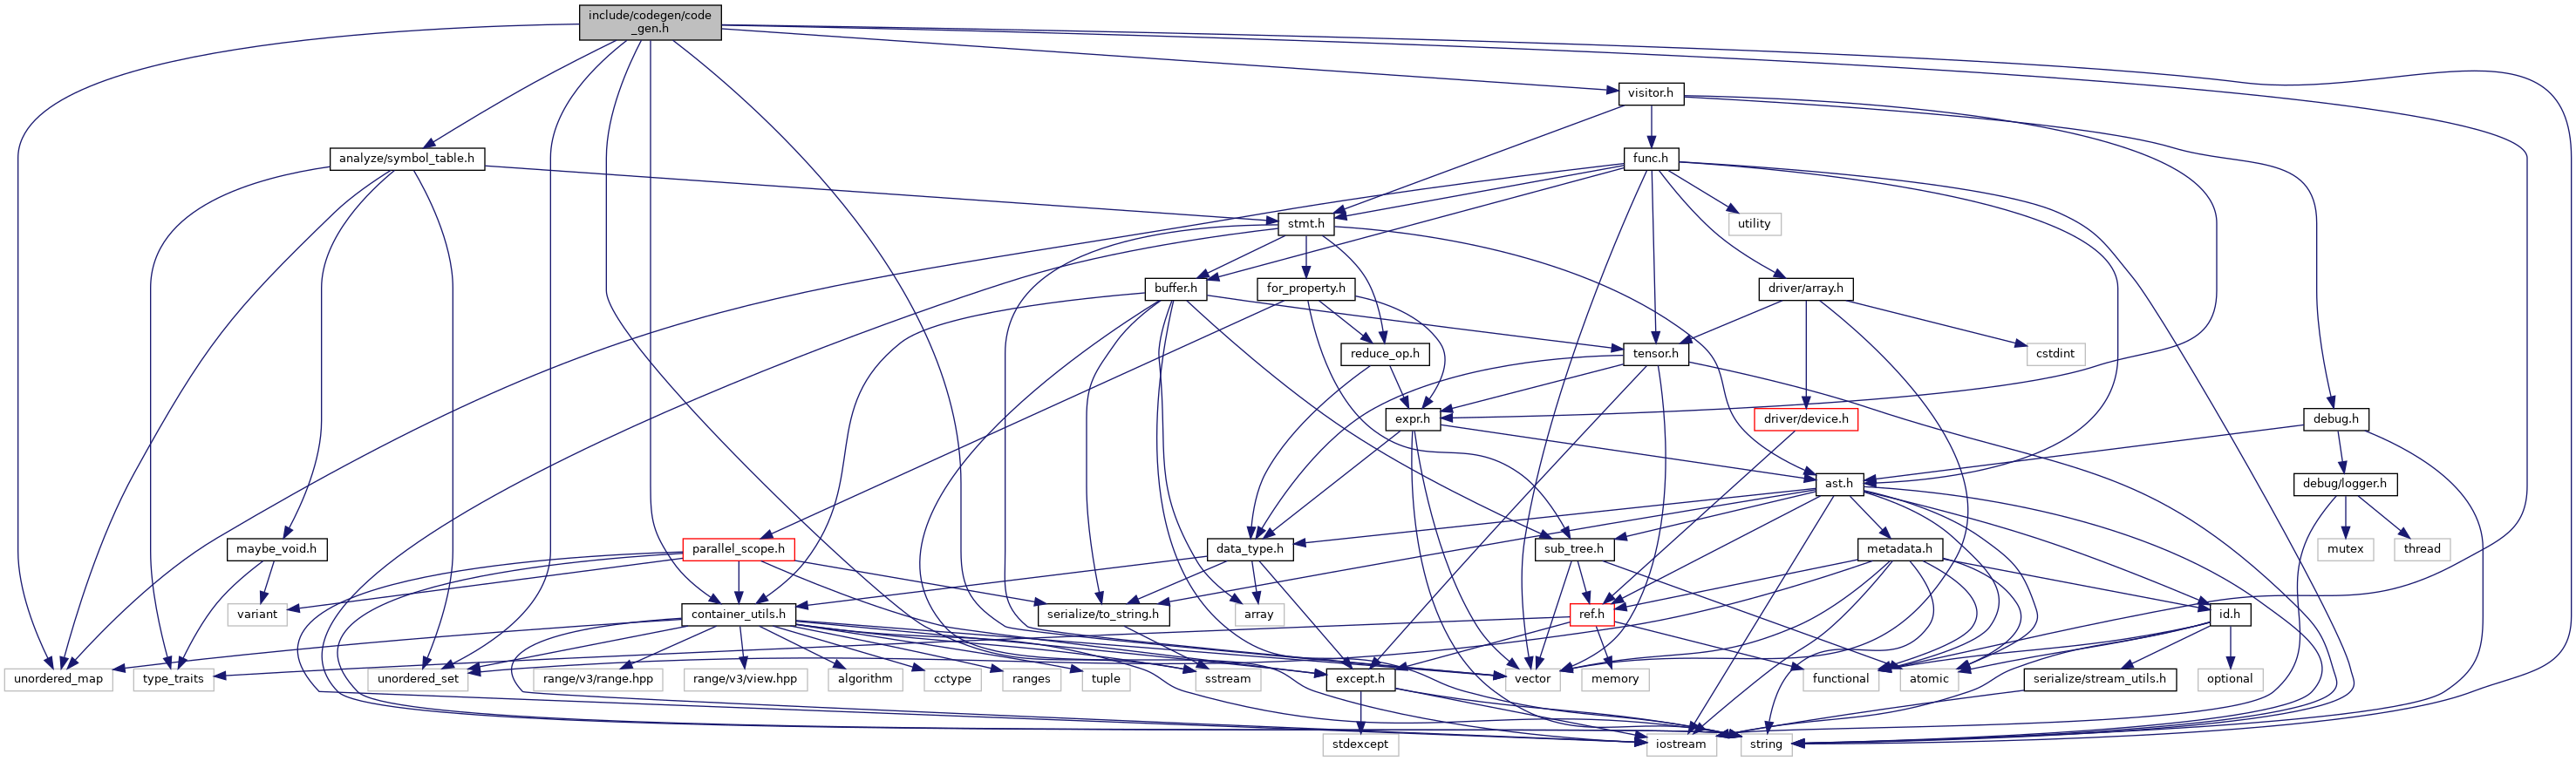 include/codegen/code
_gen.h
visitor.h
analyze/symbol_table.h
func.h
stmt.h
utility
buffer.h
for_property.h
driver/array.h
reduce_op.h
tensor.h
cstdint
expr.h
driver/device.h
debug.h
ast.h
debug/logger.h
maybe_void.h
parallel_scope.h
data_type.h
sub_tree.h
metadata.h
mutex
thread
variant
container_utils.h
serialize/to_string.h
array
ref.h
id.h
unordered_map
type_traits
unordered_set
range/v3/range.hpp
range/v3/view.hpp
algorithm
cctype
ranges
tuple
sstream
except.h
vector
memory
functional
atomic
serialize/stream_utils.h
optional
stdexcept
iostream
string